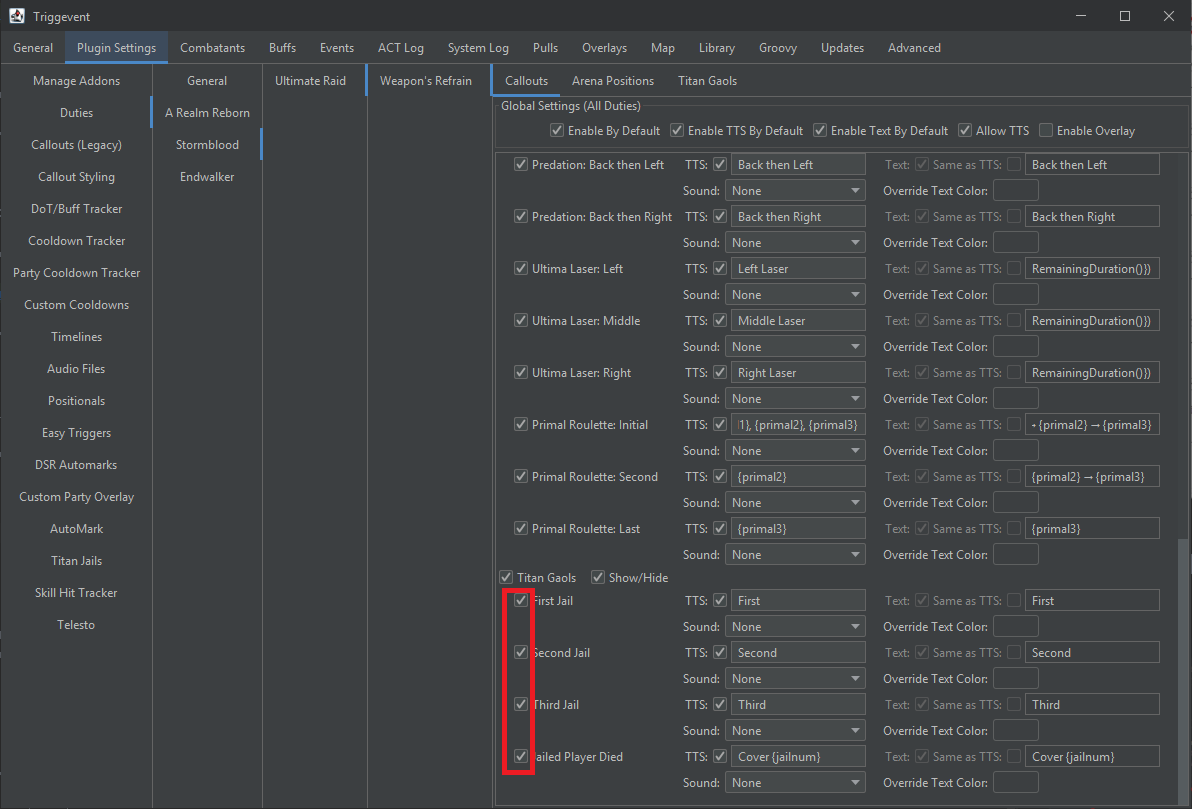 Triggevent
General Plugin Settings Combatants Buffs Events ACT Log System Log Pulls Overlays Map Library Groovy Updates Advanced
Manage Addons
Duties
Callouts (Legacy)
Callout Styling
DoT/Buff Tracker
Cooldown Tracker
Party Cooldown Tracker
Custom Cooldowns
Timelines
Audio Files
Positionals
Easy Triggers
DSR Automarks
Custom Party Overlay
AutoMark
Titan Jails
Skill Hit Tracker
Telesto
General
A Realm Reborn
Stormblood
Endwalker
Ultimate Raid
Weapon's Refrain
Callouts Arena Positions Titan Gaols
Global Settings (All Duties)
Enable By Default Enable TTS By Default Enable Text By Default Allow TTS Enable Overlay
Predation: Back then Left TTS: Back then Left Text: Same as TTS: Back then Left
Sound: None Override Text Color:
Predation: Back then Right TTS: Back then Right Text: Same as TTS: Back then Right
Sound: None Override Text Color:
Ultima Laser: Left TTS: Left Laser Text: Same as TTS: RemainingDuration()})
Sound: None Override Text Color:
Ultima Laser: Middle TTS: Middle Laser Text: Same as TTS: RemainingDuration()})
Sound: None Override Text Color:
Ultima Laser: Right TTS: Right Laser Text: Same as TTS: RemainingDuration()})
Sound: None Override Text Color:
Primal Roulette: Initial TTS: 1}, {primal2}, {primal3} Text: Same as TTS: {primal2} → {primal3}
Sound: None Override Text Color:
Primal Roulette: Second TTS: {primal2} Text: Same as TTS: {primal2} → {primal3}
Sound: None Override Text Color:
Primal Roulette: Last TTS: {primal3} Text: Same as TTS: {primal3}
Sound: None Override Text Color:
Titan Gaols Show/Hide
First Jail TTS: First Text: Same as TTS: First
Sound: None Override Text Color:
Second Jail TTS: Second Text: Same as TTS: Second
Sound: None Override Text Color:
Third Jail TTS: Third Text: Same as TTS: Third
Sound: None Override Text Color:
Jailed Player Died TTS: Cover {jailnum} Text: Same as TTS: Cover {jailnum}
Sound: None Override Text Color: